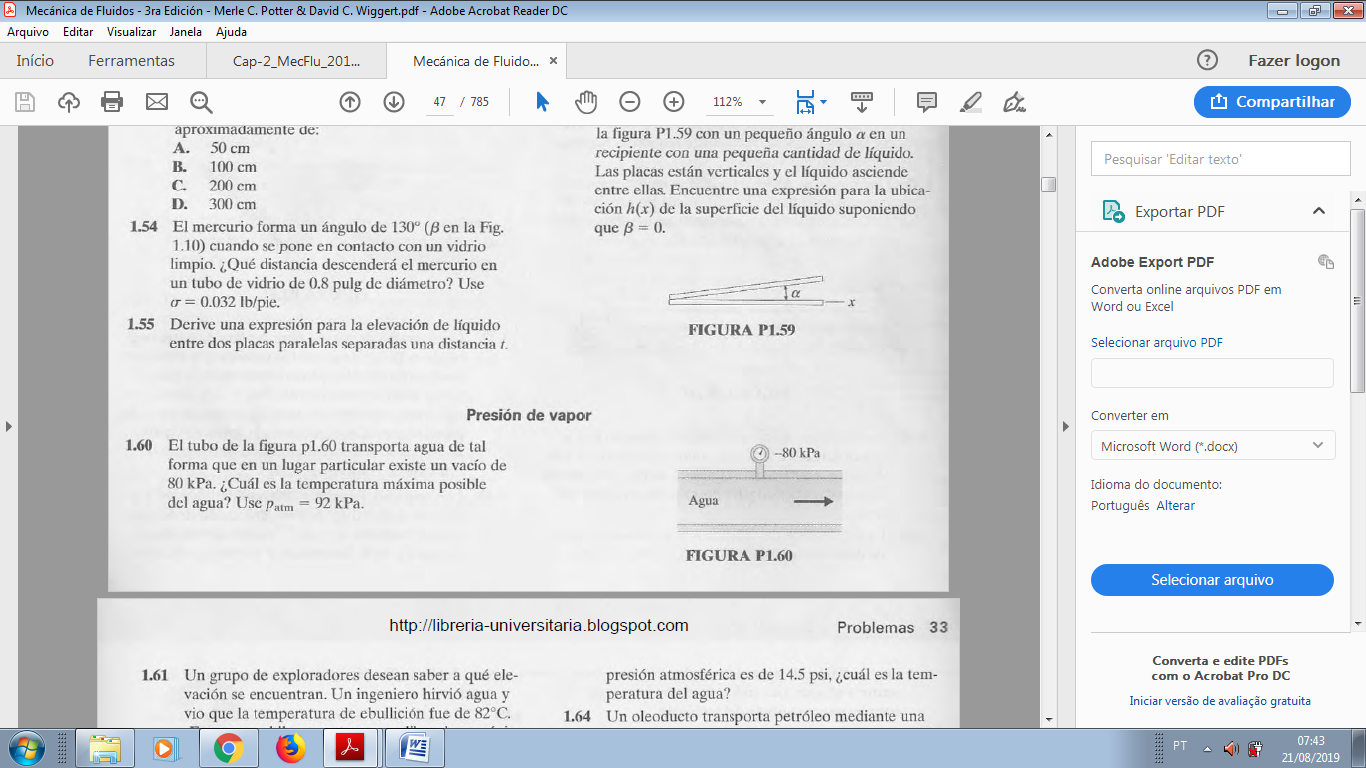 Mecánica de Fluidos - 3ra Edición - Merle C. Potter & David C. Wiggert.pdf - Adobe Acrobat Reader DC
Arquivo Editar Visualizar Janela Ajuda
Início Ferramentas Cap-2_MecFlu_201... Mecánica de Fluido... × Fazer logon
47 / 785 112% Compartilhar
aproximadamente de:
A. 50 cm
B. 100 cm
C. 200 cm
D. 300 cm
1.54 El mercurio forma un ángulo de 130° (β en la Fig.
1.10) cuando se pone en contacto con un vidrio
limpio. ¿Qué distancia descenderá el mercurio en
un tubo de vidrio de 0.8 pulg de diámetro? Use
σ = 0.032 lb/pie.
1.55 Derive una expresión para la elevación de líquido
entre dos placas paralelas separadas una distancia t.
la figura P1.59 con un pequeño ángulo α en un
recipiente con una pequeña cantidad de líquido.
Las placas están verticales y el líquido asciende
entre ellas. Encuentre una expresión para la ubica-
ción h(x) de la superficie del líquido suponiendo
que β = 0.
α
x
FIGURA P1.59
Presión de vapor
1.60 El tubo de la figura p1.60 transporta agua de tal
forma que en un lugar particular existe un vacío de
80 kPa. ¿Cuál es la temperatura máxima posible
del agua? Use patm = 92 kPa.
–80 kPa
Agua
FIGURA P1.60
http://libreria-universitaria.blogspot.com
Problemas 33
1.61 Un grupo de exploradores desean saber a qué ele-
vación se encuentran. Un ingeniero hirvió agua y
vio que la temperatura de ebullición fue de 82°C.
presión atmosférica es de 14.5 psi, ¿cuál es la tem-
peratura del agua?
1.64 Un oleoducto transporta petróleo mediante una
Pesquisar 'Editar texto'
Exportar PDF
Adobe Export PDF
Converta online arquivos PDF em
Word ou Excel
Selecionar arquivo PDF
Converter em
Microsoft Word (*.docx)
Idioma do documento:
Português Alterar
Selecionar arquivo
Converta e edite PDFs
com o Acrobat Pro DC
Iniciar versão de avaliação gratuita
PT
07:43
21/08/2019